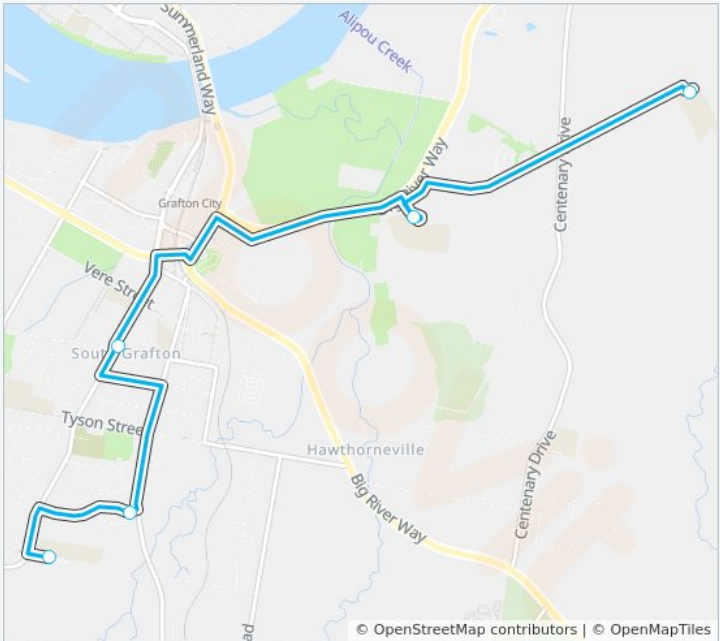 Summerland Way
Alipou Creek
Centenary Drive
River Way
Grafton City
Vere Street
South Grafton
Tyson Street
Hawthorneville
Big River Way
Centenary Drive
© OpenStreetMap contributors | © OpenMapTiles